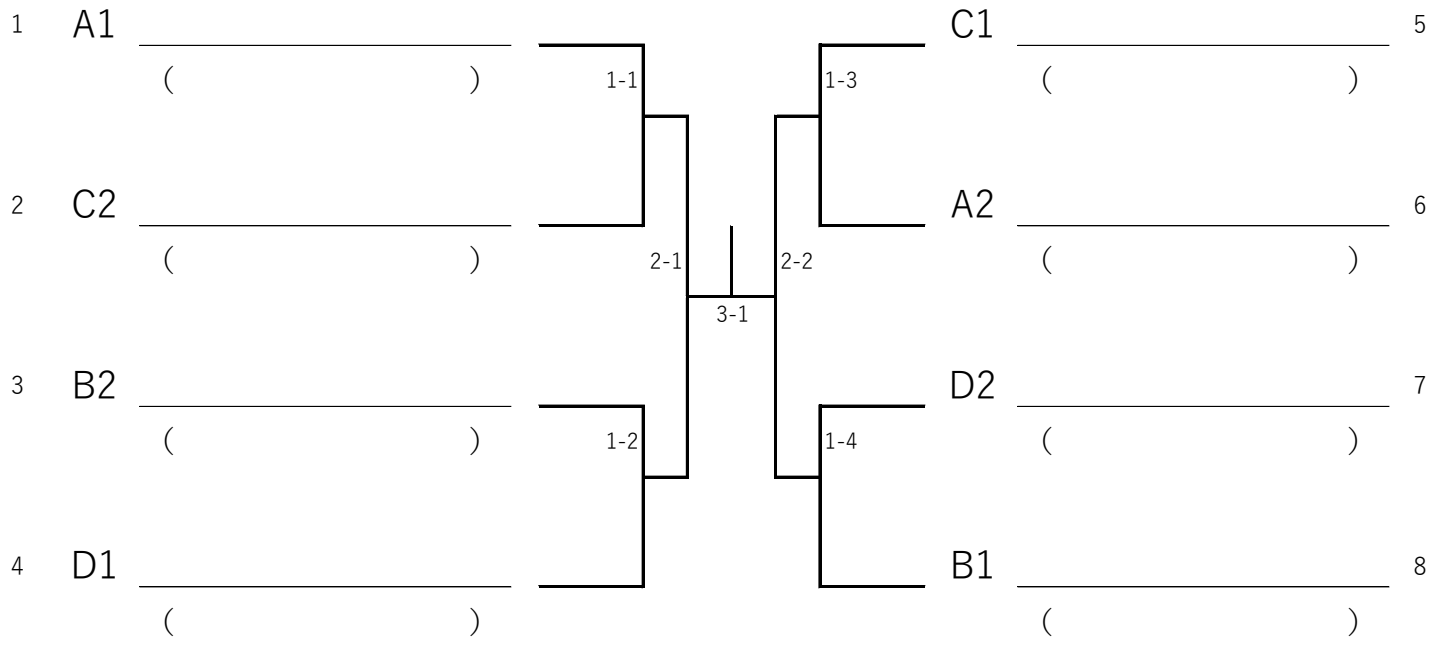 1 A1 C1 5
( ) 1-1 1-3 ( )
2 C2 A2 6
( ) 2-1 2-2 ( )
3-1
3 B2 D2 7
( ) 1-2 1-4 ( )
4 D1 B1 8
( ) ( )